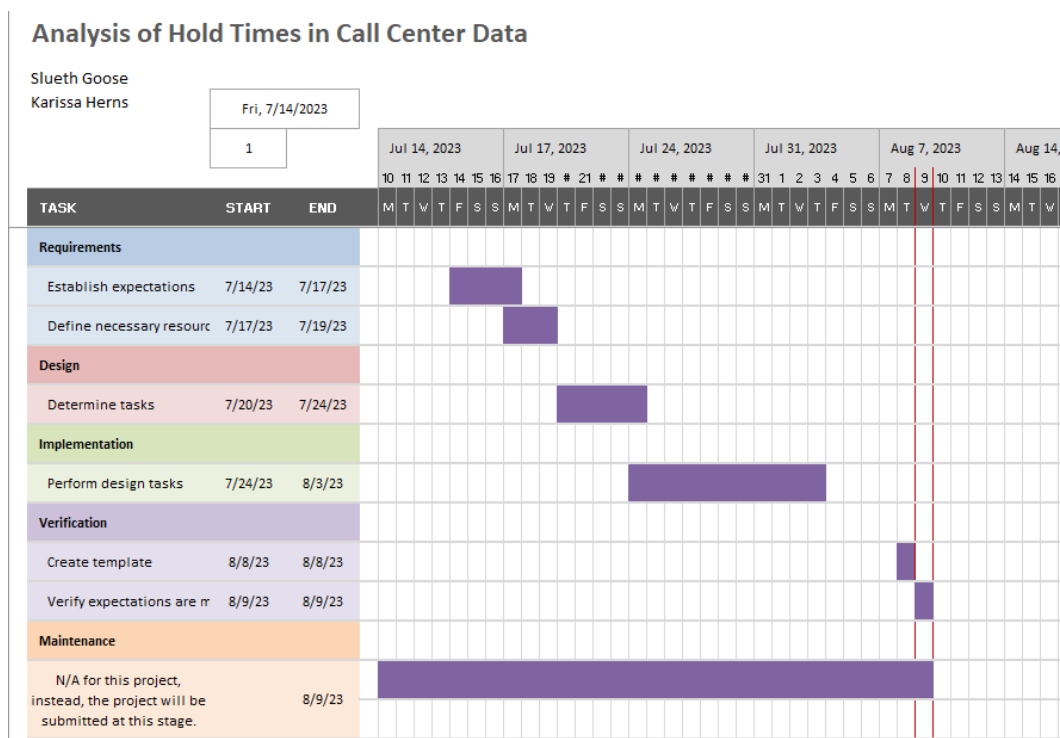 Analysis of Hold Times in Call Center Data
Slueth Goose
Karissa Herns
Fri, 7/14/2023
1
Jul 14, 2023 Jul 17, 2023 Jul 24, 2023 Jul 31, 2023 Aug 7, 2023 Aug 14,
10 11 12 13 14 15 16 17 18 19 # 21 # # # # # # # # # 31 1 2 3 4 5 6 7 8 9 10 11 12 13 14 15 16
TASK START END M T W T F S S M T W T F S S M T W T F S S M T W T F S S M T W T F S S M T W
Requirements
Establish expectations 7/14/23 7/17/23
Define necessary resourc 7/17/23 7/19/23
Design
Determine tasks 7/20/23 7/24/23
Implementation
Perform design tasks 7/24/23 8/3/23
Verification
Create template 8/8/23 8/8/23
Verify expectations are m 8/9/23 8/9/23
Maintenance
N/A for this project,
instead, the project will be 8/9/23
submitted at this stage.